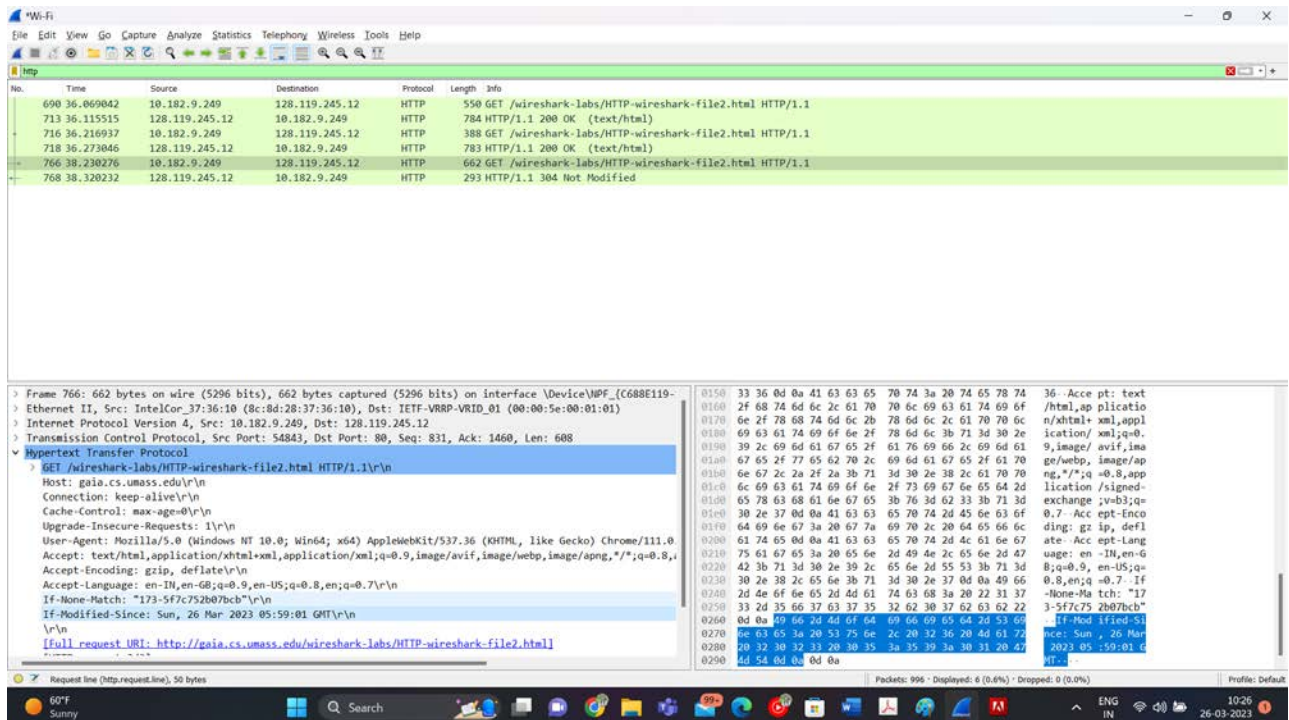 *Wi-Fi
File Edit View Go Capture Analyze Statistics Telephony Wireless Tools Help
http
No. Time Source Destination Protocol Length Info
690 36.069042 10.182.9.249 128.119.245.12 HTTP 550 GET /wireshark-labs/HTTP-wireshark-file2.html HTTP/1.1
713 36.115515 128.119.245.12 10.182.9.249 HTTP 784 HTTP/1.1 200 OK (text/html)
716 36.216937 10.182.9.249 128.119.245.12 HTTP 388 GET /wireshark-labs/HTTP-wireshark-file2.html HTTP/1.1
718 36.273046 128.119.245.12 10.182.9.249 HTTP 783 HTTP/1.1 200 OK (text/html)
766 38.230276 10.182.9.249 128.119.245.12 HTTP 662 GET /wireshark-labs/HTTP-wireshark-file2.html HTTP/1.1
768 38.320232 128.119.245.12 10.182.9.249 HTTP 293 HTTP/1.1 304 Not Modified
Frame 766: 662 bytes on wire (5296 bits), 662 bytes captured (5296 bits) on interface \Device\NPF_{C688E119-
Ethernet II, Src: IntelCor_37:36:10 (8c:8d:28:37:36:10), Dst: IETF-VRRP-VRID_01 (00:00:5e:00:01:01)
Internet Protocol Version 4, Src: 10.182.9.249, Dst: 128.119.245.12
Transmission Control Protocol, Src Port: 54843, Dst Port: 80, Seq: 831, Ack: 1460, Len: 608
Hypertext Transfer Protocol
GET /wireshark-labs/HTTP-wireshark-file2.html HTTP/1.1\r\n
Host: gaia.cs.umass.edu\r\n
Connection: keep-alive\r\n
Cache-Control: max-age=0\r\n
Upgrade-Insecure-Requests: 1\r\n
User-Agent: Mozilla/5.0 (Windows NT 10.0; Win64; x64) AppleWebKit/537.36 (KHTML, like Gecko) Chrome/111.0
Accept: text/html,application/xhtml+xml,application/xml;q=0.9,image/avif,image/webp,image/apng,*/*;q=0.8,
Accept-Encoding: gzip, deflate\r\n
Accept-Language: en-IN,en-GB;q=0.9,en-US;q=0.8,en;q=0.7\r\n
If-None-Match: "173-5f7c752b07bcb"\r\n
If-Modified-Since: Sun, 26 Mar 2023 05:59:01 GMT\r\n
\r\n
[Full request URI: http://gaia.cs.umass.edu/wireshark-labs/HTTP-wireshark-file2.html]
0150 33 36 0d 0a 41 63 63 65 70 74 3a 20 74 65 78 74 36··Acce pt: text
0160 2f 68 74 6d 6c 2c 61 70 70 6c 69 63 61 74 69 6f /html,ap plicatio
0170 6e 2f 78 68 74 6d 6c 2b 78 6d 6c 2c 61 70 70 6c n/xhtml+ xml,appl
0180 69 63 61 74 69 6f 6e 2f 78 6d 6c 3b 71 3d 30 2e ication/ xml;q=0.
0190 39 2c 69 6d 61 67 65 2f 61 76 69 66 2c 69 6d 61 9,image/ avif,ima
01a0 67 65 2f 77 65 62 70 2c 69 6d 61 67 65 2f 61 70 ge/webp, image/ap
01b0 6e 67 2c 2a 2f 2a 3b 71 3d 30 2e 38 2c 61 70 70 ng,*/*;q =0.8,app
01c0 6c 69 63 61 74 69 6f 6e 2f 73 69 67 6e 65 64 2d lication /signed-
01d0 65 78 63 68 61 6e 67 65 3b 76 3d 62 33 3b 71 3d exchange ;v=b3;q=
01e0 30 2e 37 0d 0a 41 63 63 65 70 74 2d 45 6e 63 6f 0.7··Acc ept-Enco
01f0 64 69 6e 67 3a 20 67 7a 69 70 2c 20 64 65 66 6c ding: gz ip, defl
0200 61 74 65 0d 0a 41 63 63 65 70 74 2d 4c 61 6e 67 ate··Acc ept-Lang
0210 75 61 67 65 3a 20 65 6e 2d 49 4e 2c 65 6e 2d 47 uage: en -IN,en-G
0220 42 3b 71 3d 30 2e 39 2c 65 6e 2d 55 53 3b 71 3d B;q=0.9, en-US;q=
0230 30 2e 38 2c 65 6e 3b 71 3d 30 2e 37 0d 0a 49 66 0.8,en;q =0.7··If
0240 2d 4e 6f 6e 65 2d 4d 61 74 63 68 3a 20 22 31 37 -None-Ma tch: "17
0250 33 2d 35 66 37 63 37 35 32 62 30 37 62 63 62 22 3-5f7c75 2b07bcb"
0260 0d 0a 49 66 2d 4d 6f 64 69 66 69 65 64 2d 53 69 ··If-Mod ified-Si
0270 6e 63 65 3a 20 53 75 6e 2c 20 32 36 20 4d 61 72 nce: Sun , 26 Mar
0280 20 32 30 32 33 20 30 35 3a 35 39 3a 30 31 20 47 2023 05 :59:01 G
0290 4d 54 0d 0a 0d 0a MT····
Request line (http.request.line), 50 bytes Packets: 996 · Displayed: 6 (0.6%) · Dropped: 0 (0.0%) Profile: Default
60°F
Sunny
Search
99+
ENG
IN
10:26
26-03-2023
1